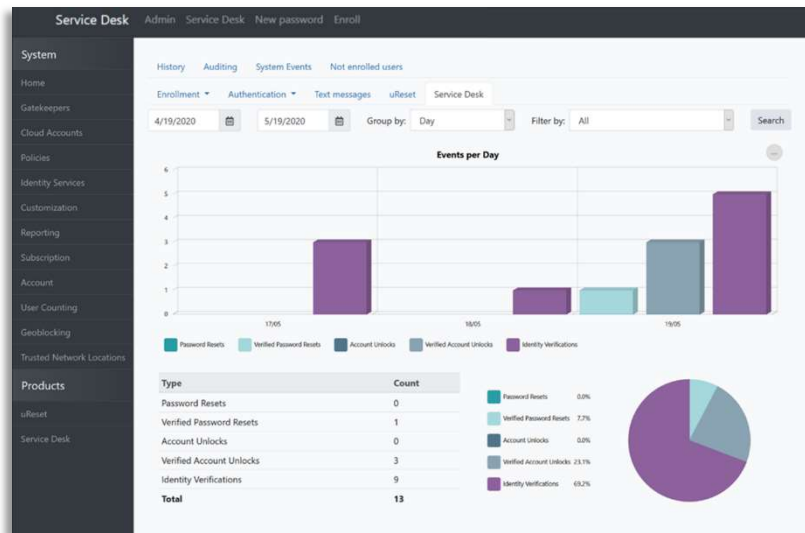 Service Desk Admin Service Desk New password Enroll
System
Home
Gatekeepers
Cloud Accounts
Policies
Identity Services
Customization
Reporting
Subscription
Account
User Counting
Geoblocking
Trusted Network Locations
Products
uReset
Service Desk
History Auditing System Events Not enrolled users
Enrollment Authentication Text messages uReset Service Desk
4/19/2020 5/19/2020 Group by: Day Filter by: All Search
Events per Day
...
6
5
4
3
2
1
0
17/05 18/05 19/05
Password Resets Verified Password Resets Account Unlocks Verified Account Unlocks Identity Verifications
Type Count
Password Resets 0
Verified Password Resets 1
Account Unlocks 0
Verified Account Unlocks 3
Identity Verifications 9
Total 13
Password Resets 0.0%
Verified Password Resets 7.7%
Account Unlocks 0.0%
Verified Account Unlocks 23.1%
Identity Verifications 69.2%